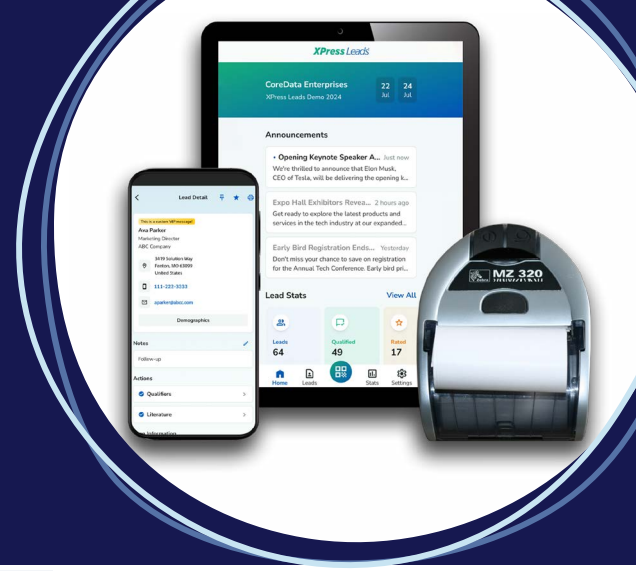 XPress Leads
CoreData Enterprises
XPress Leads Demo 2024
22 Jul
24 Jul
Announcements
• Opening Keynote Speaker A... Just now
We're thrilled to announce that Elon Musk,
CEO of Tesla, will be delivering the opening k...
Expo Hall Exhibitors Revea... 2 hours ago
Get ready to explore the latest products and
services in the tech industry at our expanded...
Early Bird Registration Ends... Yesterday
Don't miss your chance to save on registration
for the Annual Tech Conference. Early bird pri...
Lead Stats View All
Leads
64
Qualified
49
Rated
17
Home Leads Stats Settings
Lead Detail
This is a custom VIP message!
Ava Parker
Marketing Director
ABC Company
Fenton, MO 63099
United States
111-222-3333
aparker@abc.com
Demographics
Notes
Follow-up
Actions
Qualifiers
Literature
Information
MZ 320